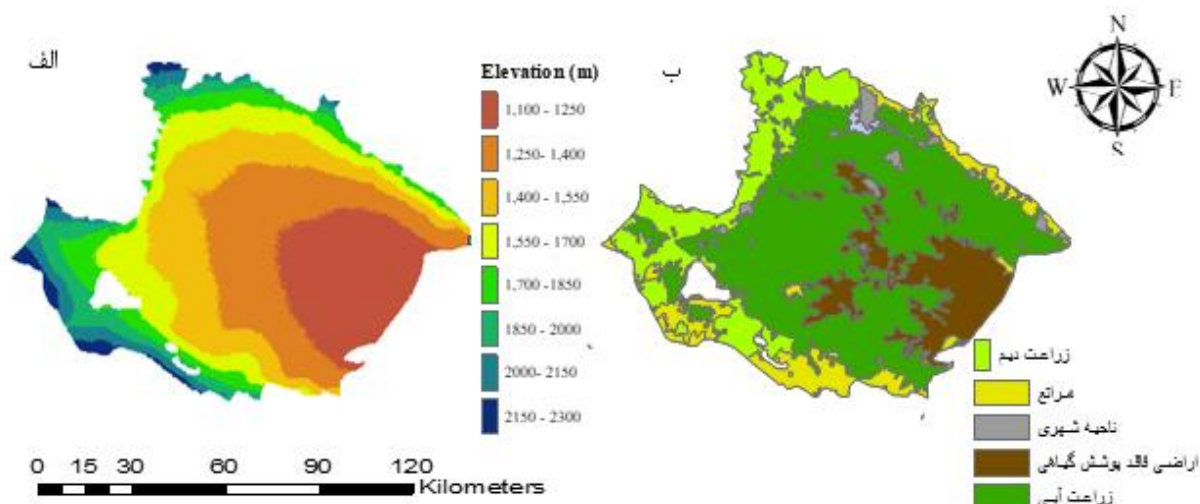 الف
Elevation (m)
1,100 - 1250
1,250- 1,400
1,400 - 1,550
1,550 - 1700
1,700 -1850
1850 - 2000
2000- 2150
2150 - 2300
0 15 30 60 90 120
Kilometers
ب
N
W E
S
زراعت دیم
مراتع
ناحیه شهری
اراضی فاقد پوشش گیاهی
زراعت آبی